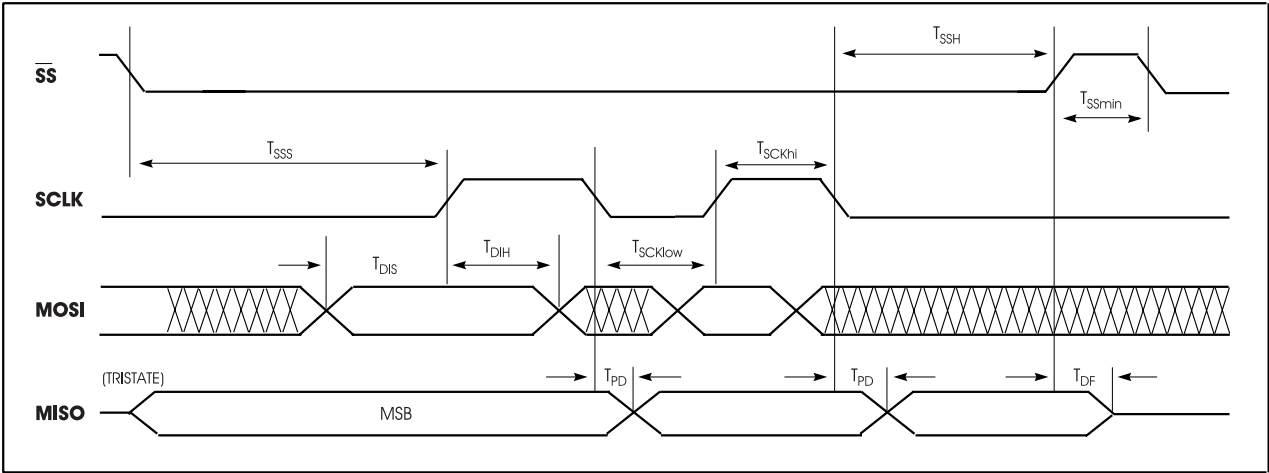 T_SSH
SS
T_SSmin
T_SSS
T_SCKhi
SCLK
T_DIH
T_SCKlow
T_DIS
MOSI
(TRISTATE)
T_PD
T_PD
T_DF
MISO
MSB